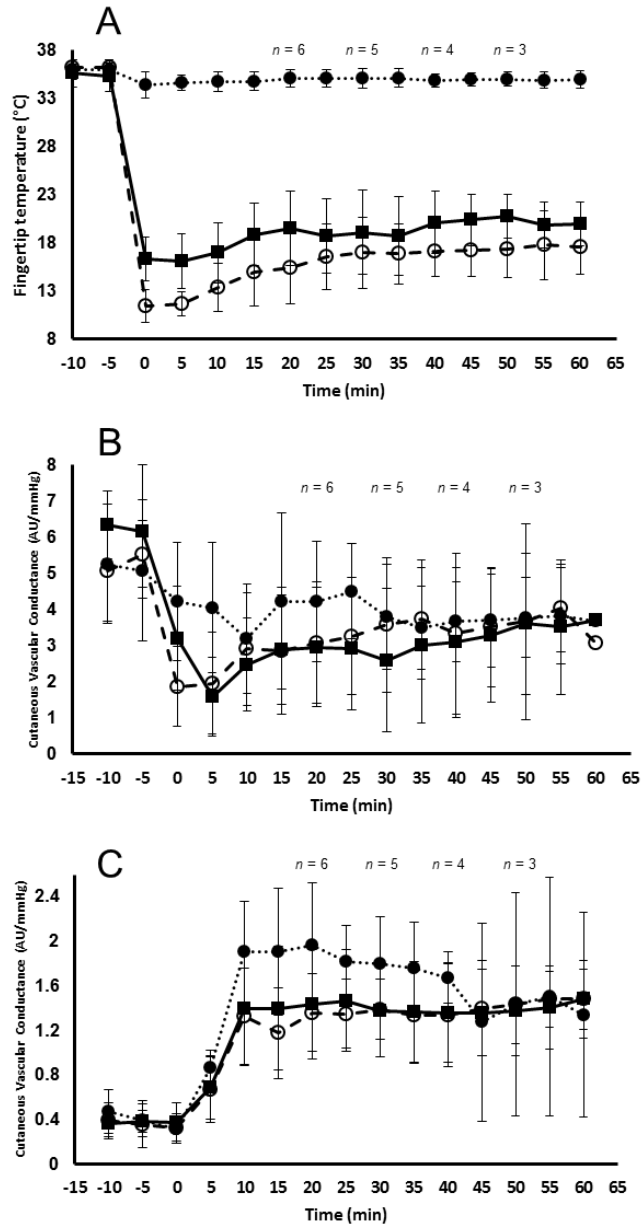 A
n = 6 n = 5 n = 4 n = 3
Fingertip temperature (°C)
38
33
28
23
18
13
8
-10 -5 0 5 10 15 20 25 30 35 40 45 50 55 60 65
Time (min)
B
n = 6 n = 5 n = 4 n = 3
Cutaneous Vascular Conductance (AU/mmHg)
8
7
6
5
4
3
2
1
0
-15 -10 -5 0 5 10 15 20 25 30 35 40 45 50 55 60 65
Time (min)
C
n = 6 n = 5 n = 4 n = 3
Cutaneous Vascular Conductance (AU/mmHg)
2.4
2
1.6
1.2
0.8
0.4
0
-15 -10 -5 0 5 10 15 20 25 30 35 40 45 50 55 60 65
Time (min)